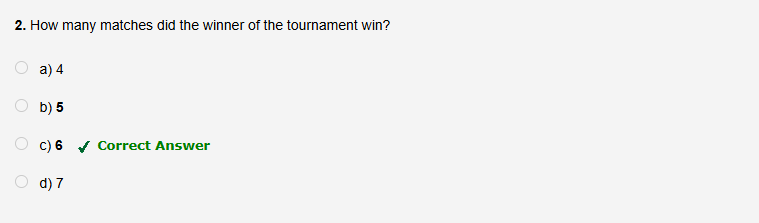 2. How many matches did the winner of the tournament win?
a) 4
b) 5
c) 6 ✓ Correct Answer
d) 7